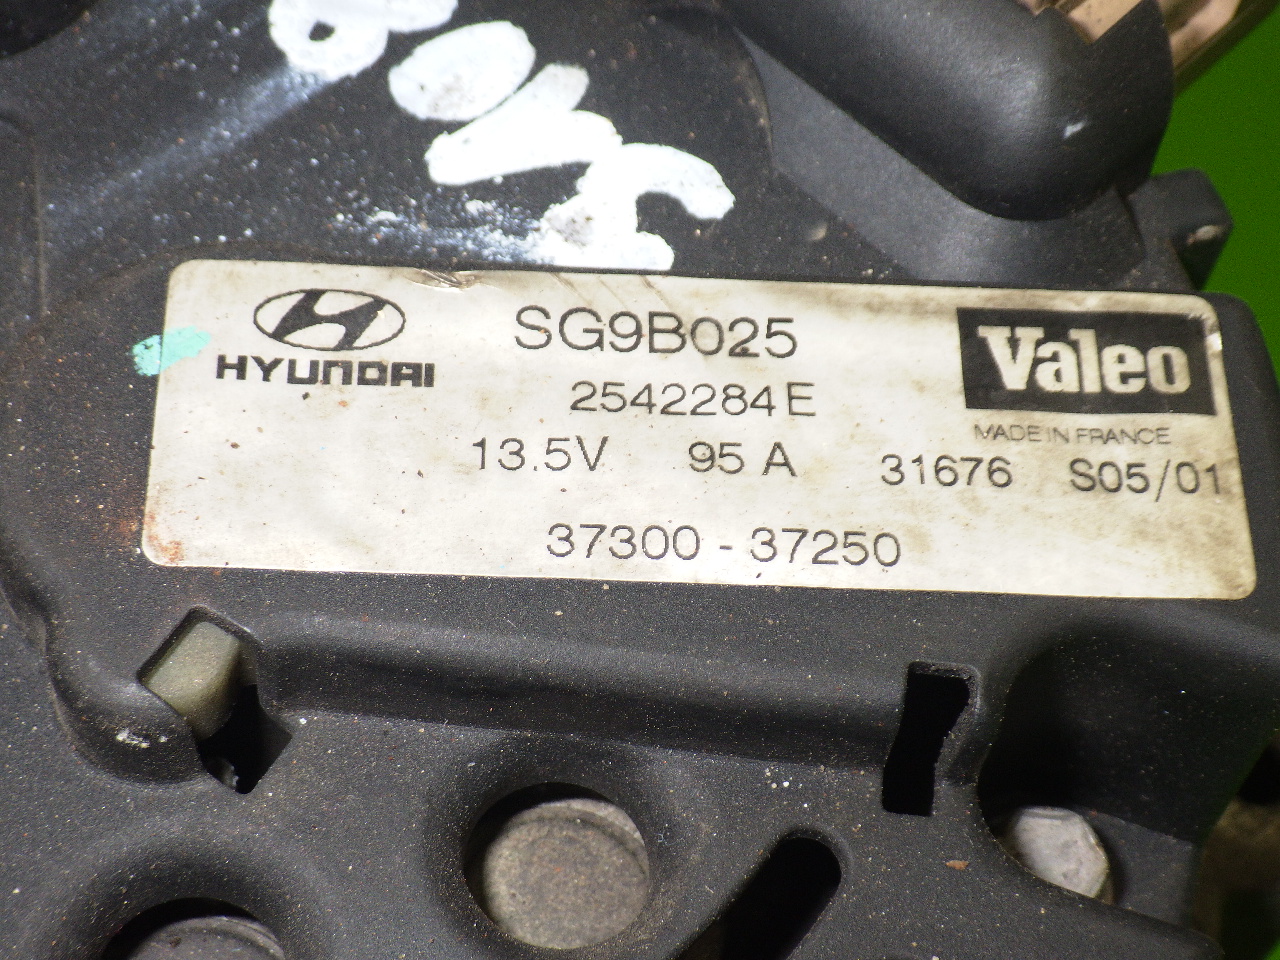 HYUNDAI
SG9B025
Valeo
2542284E
MADE IN FRANCE
13.5V 95 A 31676 S05/01
37300 - 37250